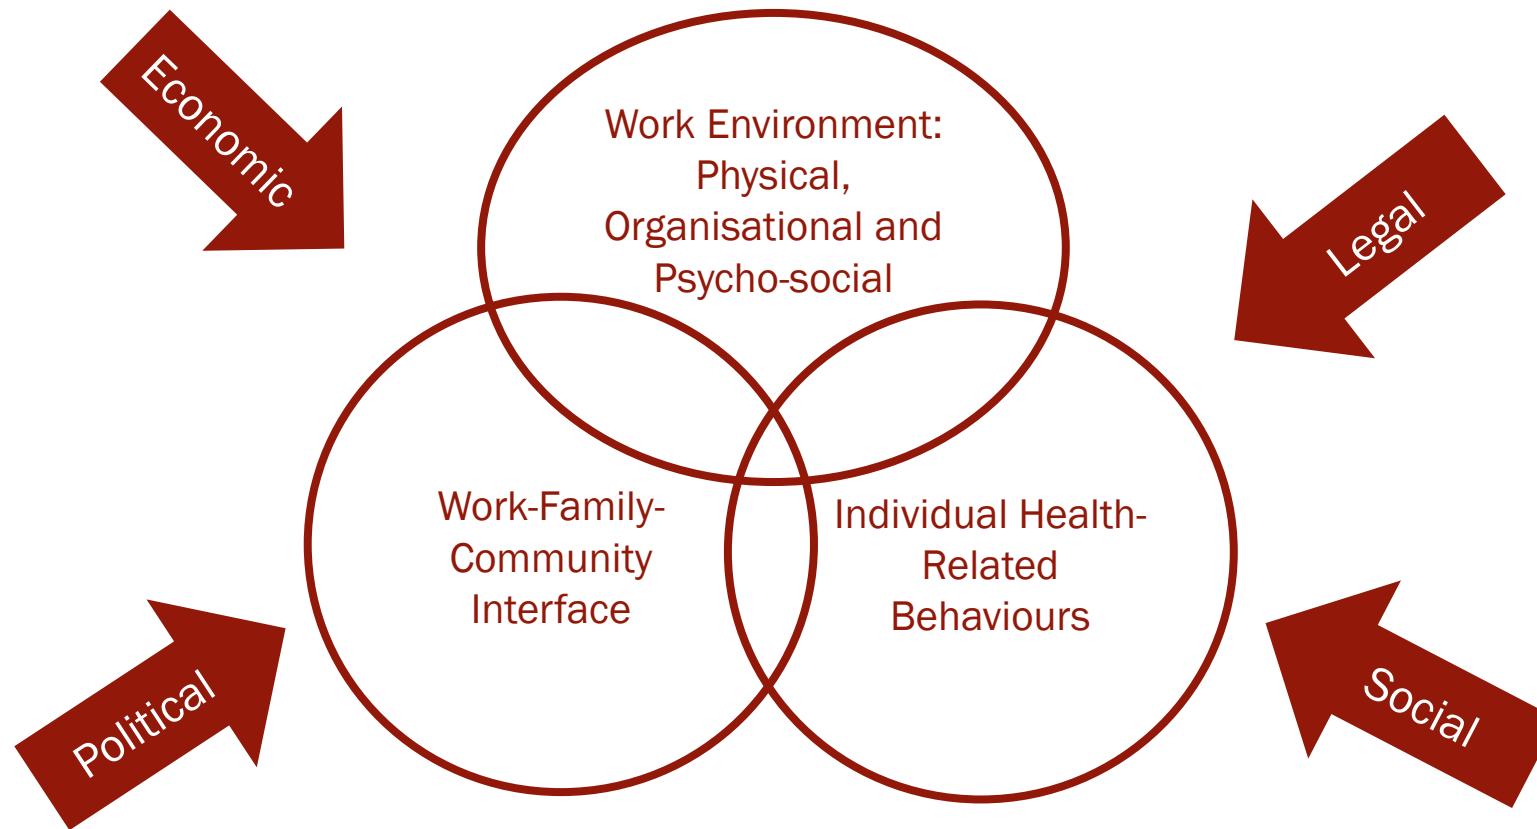 Economic
Work Environment:
Physical,
Organisational and
Psycho-social
Legal
Work-Family-
Community
Interface
Individual Health-
Related
Behaviours
Political
Social